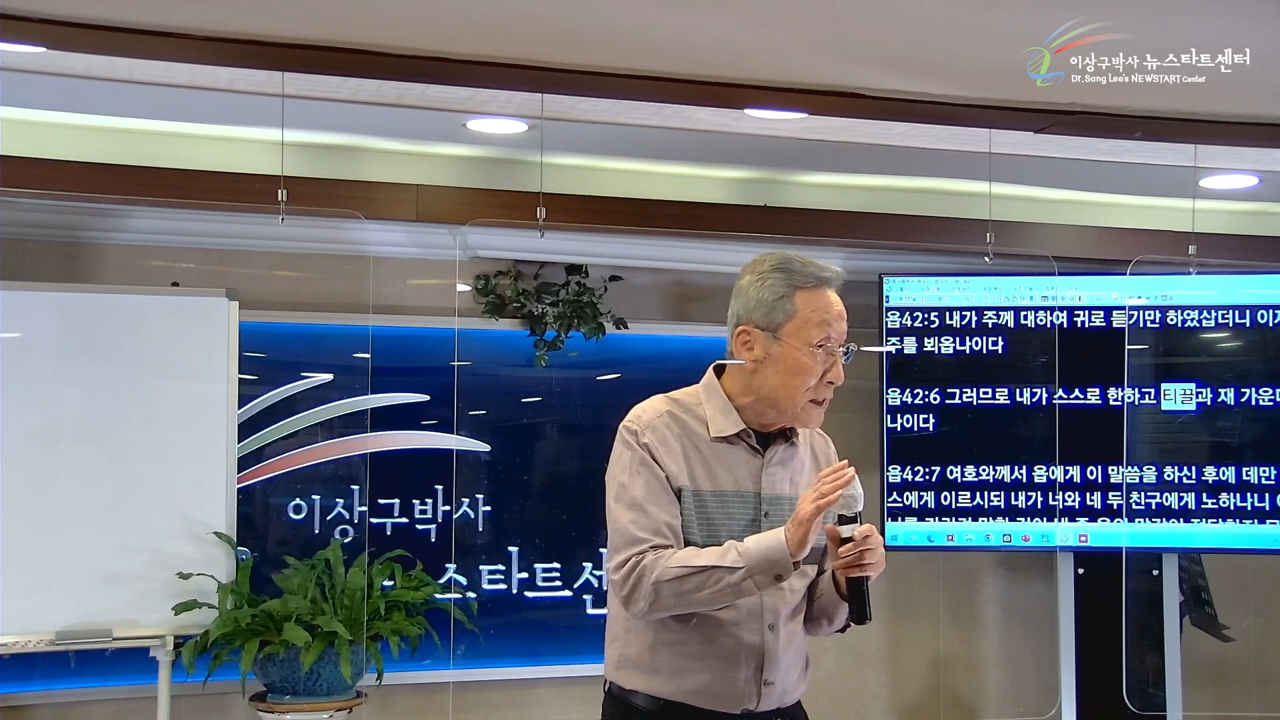 이상구박사 뉴스타트센터
Dr. Sang Lee's NEWSTART Center
욥42:5 내가 주께 대하여 귀로 듣기만 하였삽더니
주를 뵈옵나이다
욥42:6 그러므로 내가 스스로 한하고 티끌과 재
나이다
욥42:7 여호와께서 욥에게 이 말씀을 하신 후에 데만
스에게 이르시되 내가 너와 네 두 친구에게 노하나니
이상구박사
스타트센